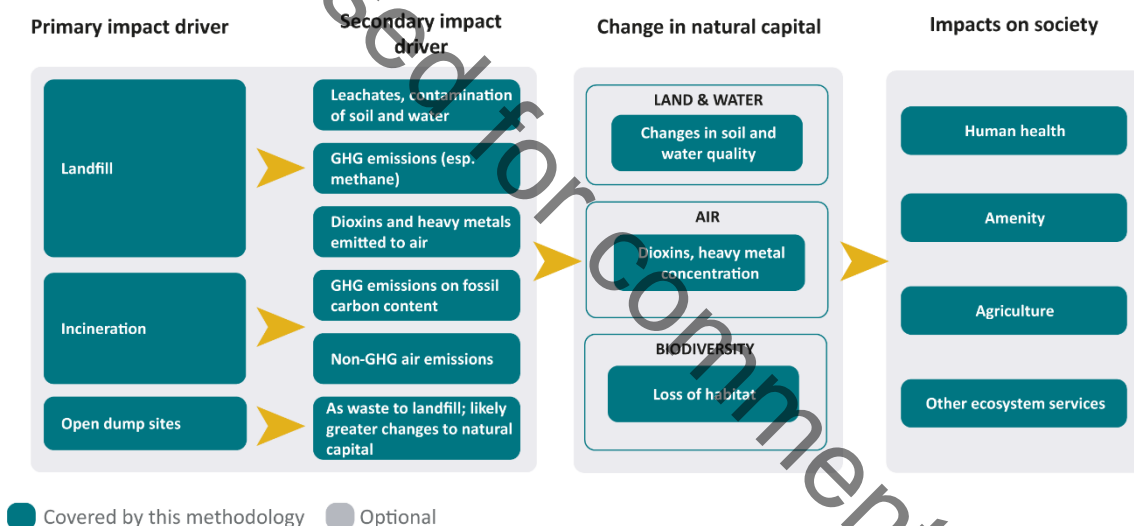 Primary impact driver
Secondary impact
driver
Change in natural capital
Impacts on society
Landfill
Leachates, contamination
of soil and water
GHG emissions (esp.
methane)
Dioxins and heavy metals
emitted to air
Incineration
GHG emissions on fossil
carbon content
Non-GHG air emissions
Open dump sites
As waste to landfill; likely
greater changes to natural
capital
LAND & WATER
Changes in soil and
water quality
AIR
Dioxins, heavy metal
concentration
BIODIVERSITY
Loss of habitat
Human health
Amenity
Agriculture
Other ecosystem services
Covered by this methodology
Optional
sed for comment